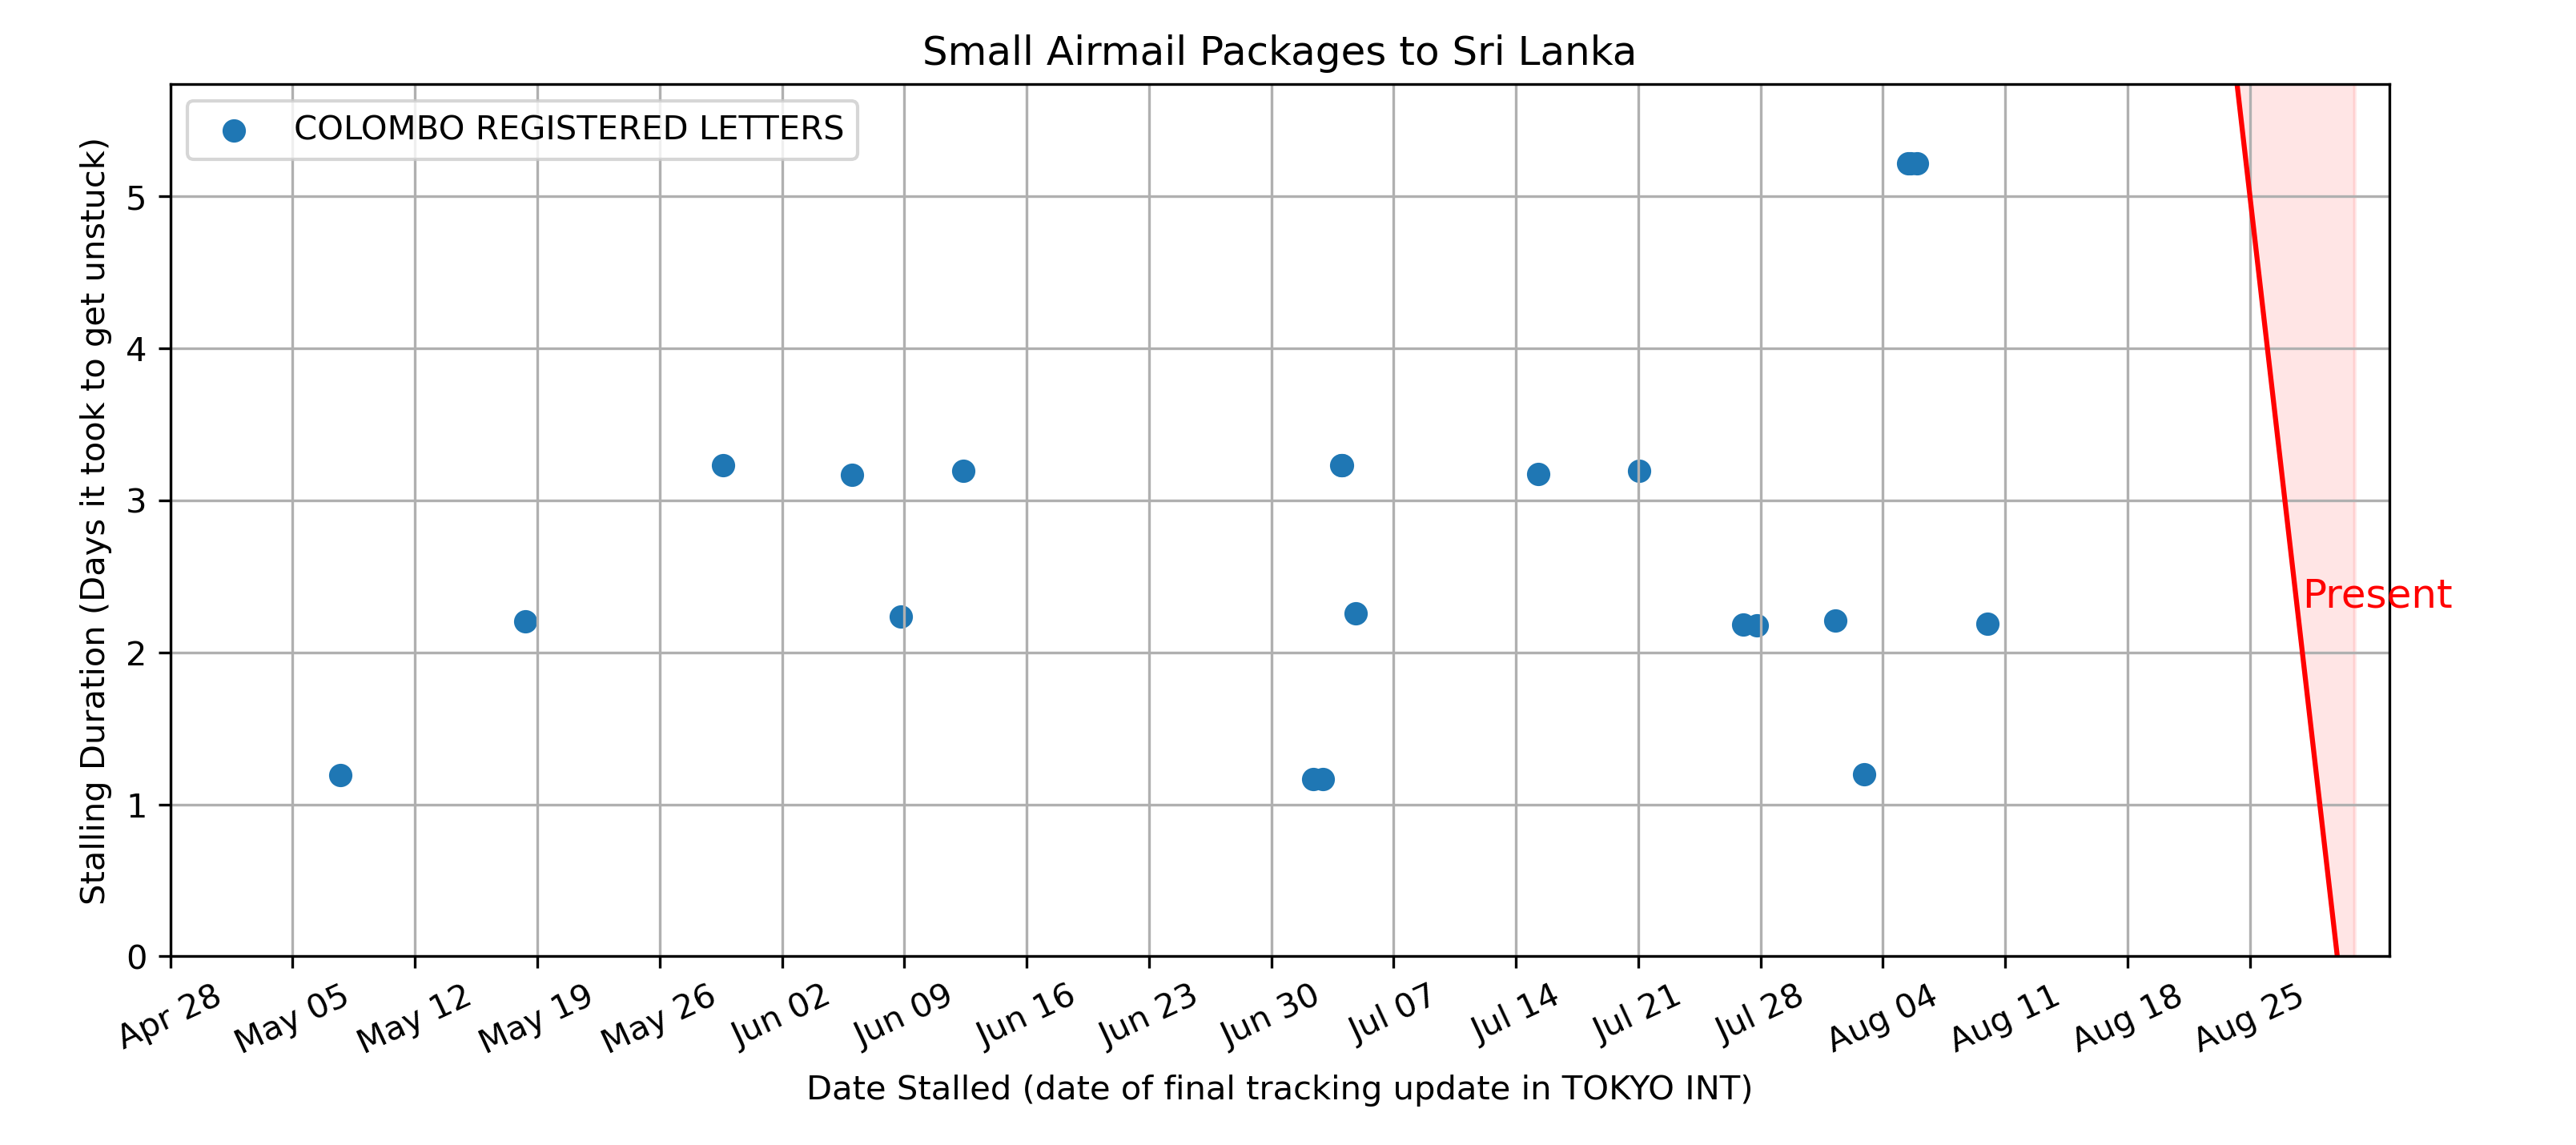 Small Airmail Packages to Sri Lanka
COLOMBO REGISTERED LETTERS
Stalling Duration (Days it took to get unstuck)
5
4
3
2
1
0
Present
Apr 28
May 05
May 12
May 19
May 26
Jun 02
Jun 09
Jun 16
Jun 23
Jun 30
Jul 07
Jul 14
Jul 21
Jul 28
Aug 04
Aug 11
Aug 18
Aug 25
Date Stalled (date of final tracking update in TOKYO INT)